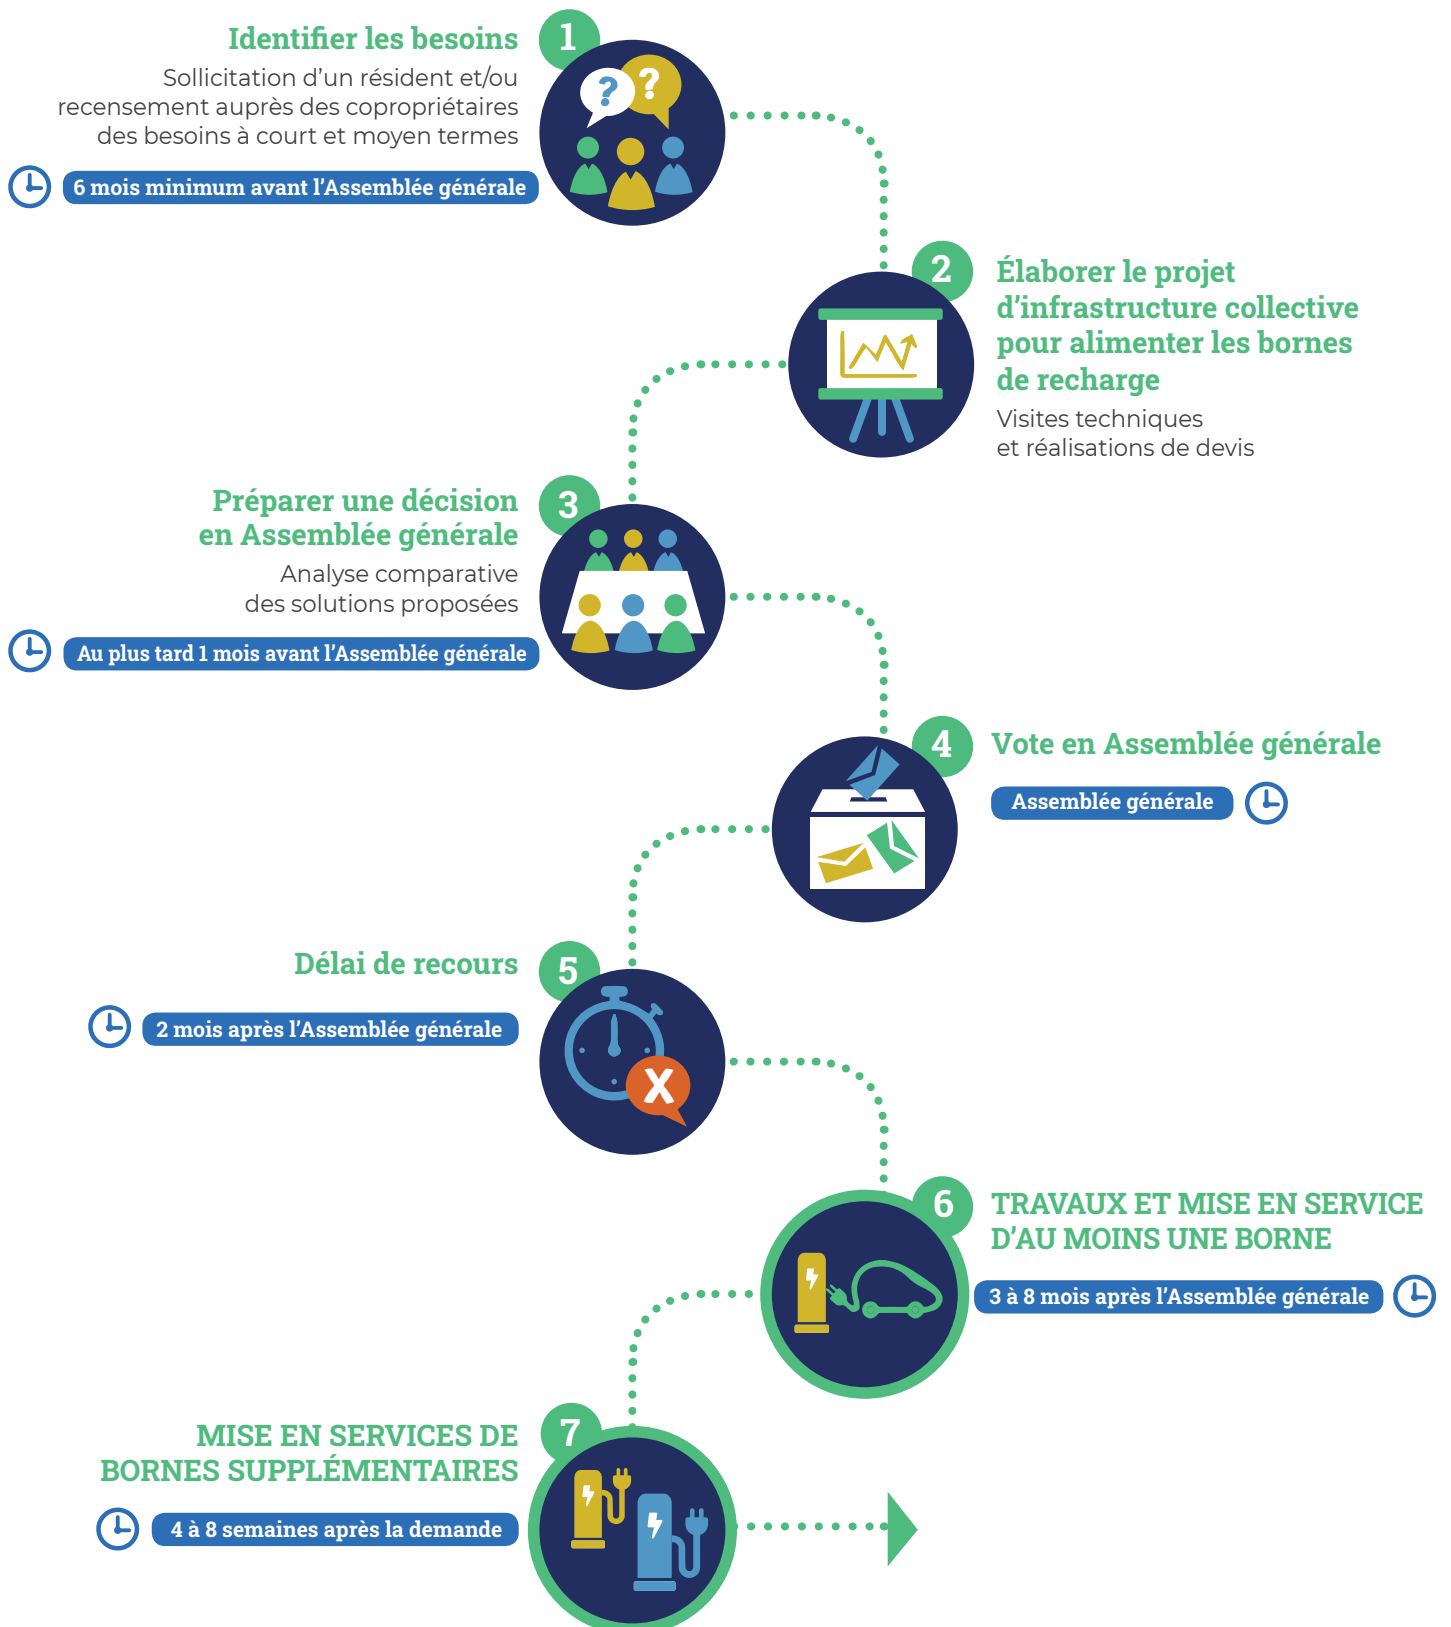 1
Identifier les besoins
Sollicitation d’un résident et/ou
recensement auprès des copropriétaires
des besoins à court et moyen termes
6 mois minimum avant l’Assemblée générale
? ?
2
Élaborer le projet
d’infrastructure collective
pour alimenter les bornes
de recharge
Visites techniques
et réalisations de devis
3
Préparer une décision
en Assemblée générale
Analyse comparative
des solutions proposées
Au plus tard 1 mois avant l’Assemblée générale
4
Vote en Assemblée générale
Assemblée générale
5
Délai de recours
2 mois après l’Assemblée générale
X
6
TRAVAUX ET MISE EN SERVICE
D’AU MOINS UNE BORNE
3 à 8 mois après l’Assemblée générale
7
MISE EN SERVICES DE
BORNES SUPPLÉMENTAIRES
4 à 8 semaines après la demande